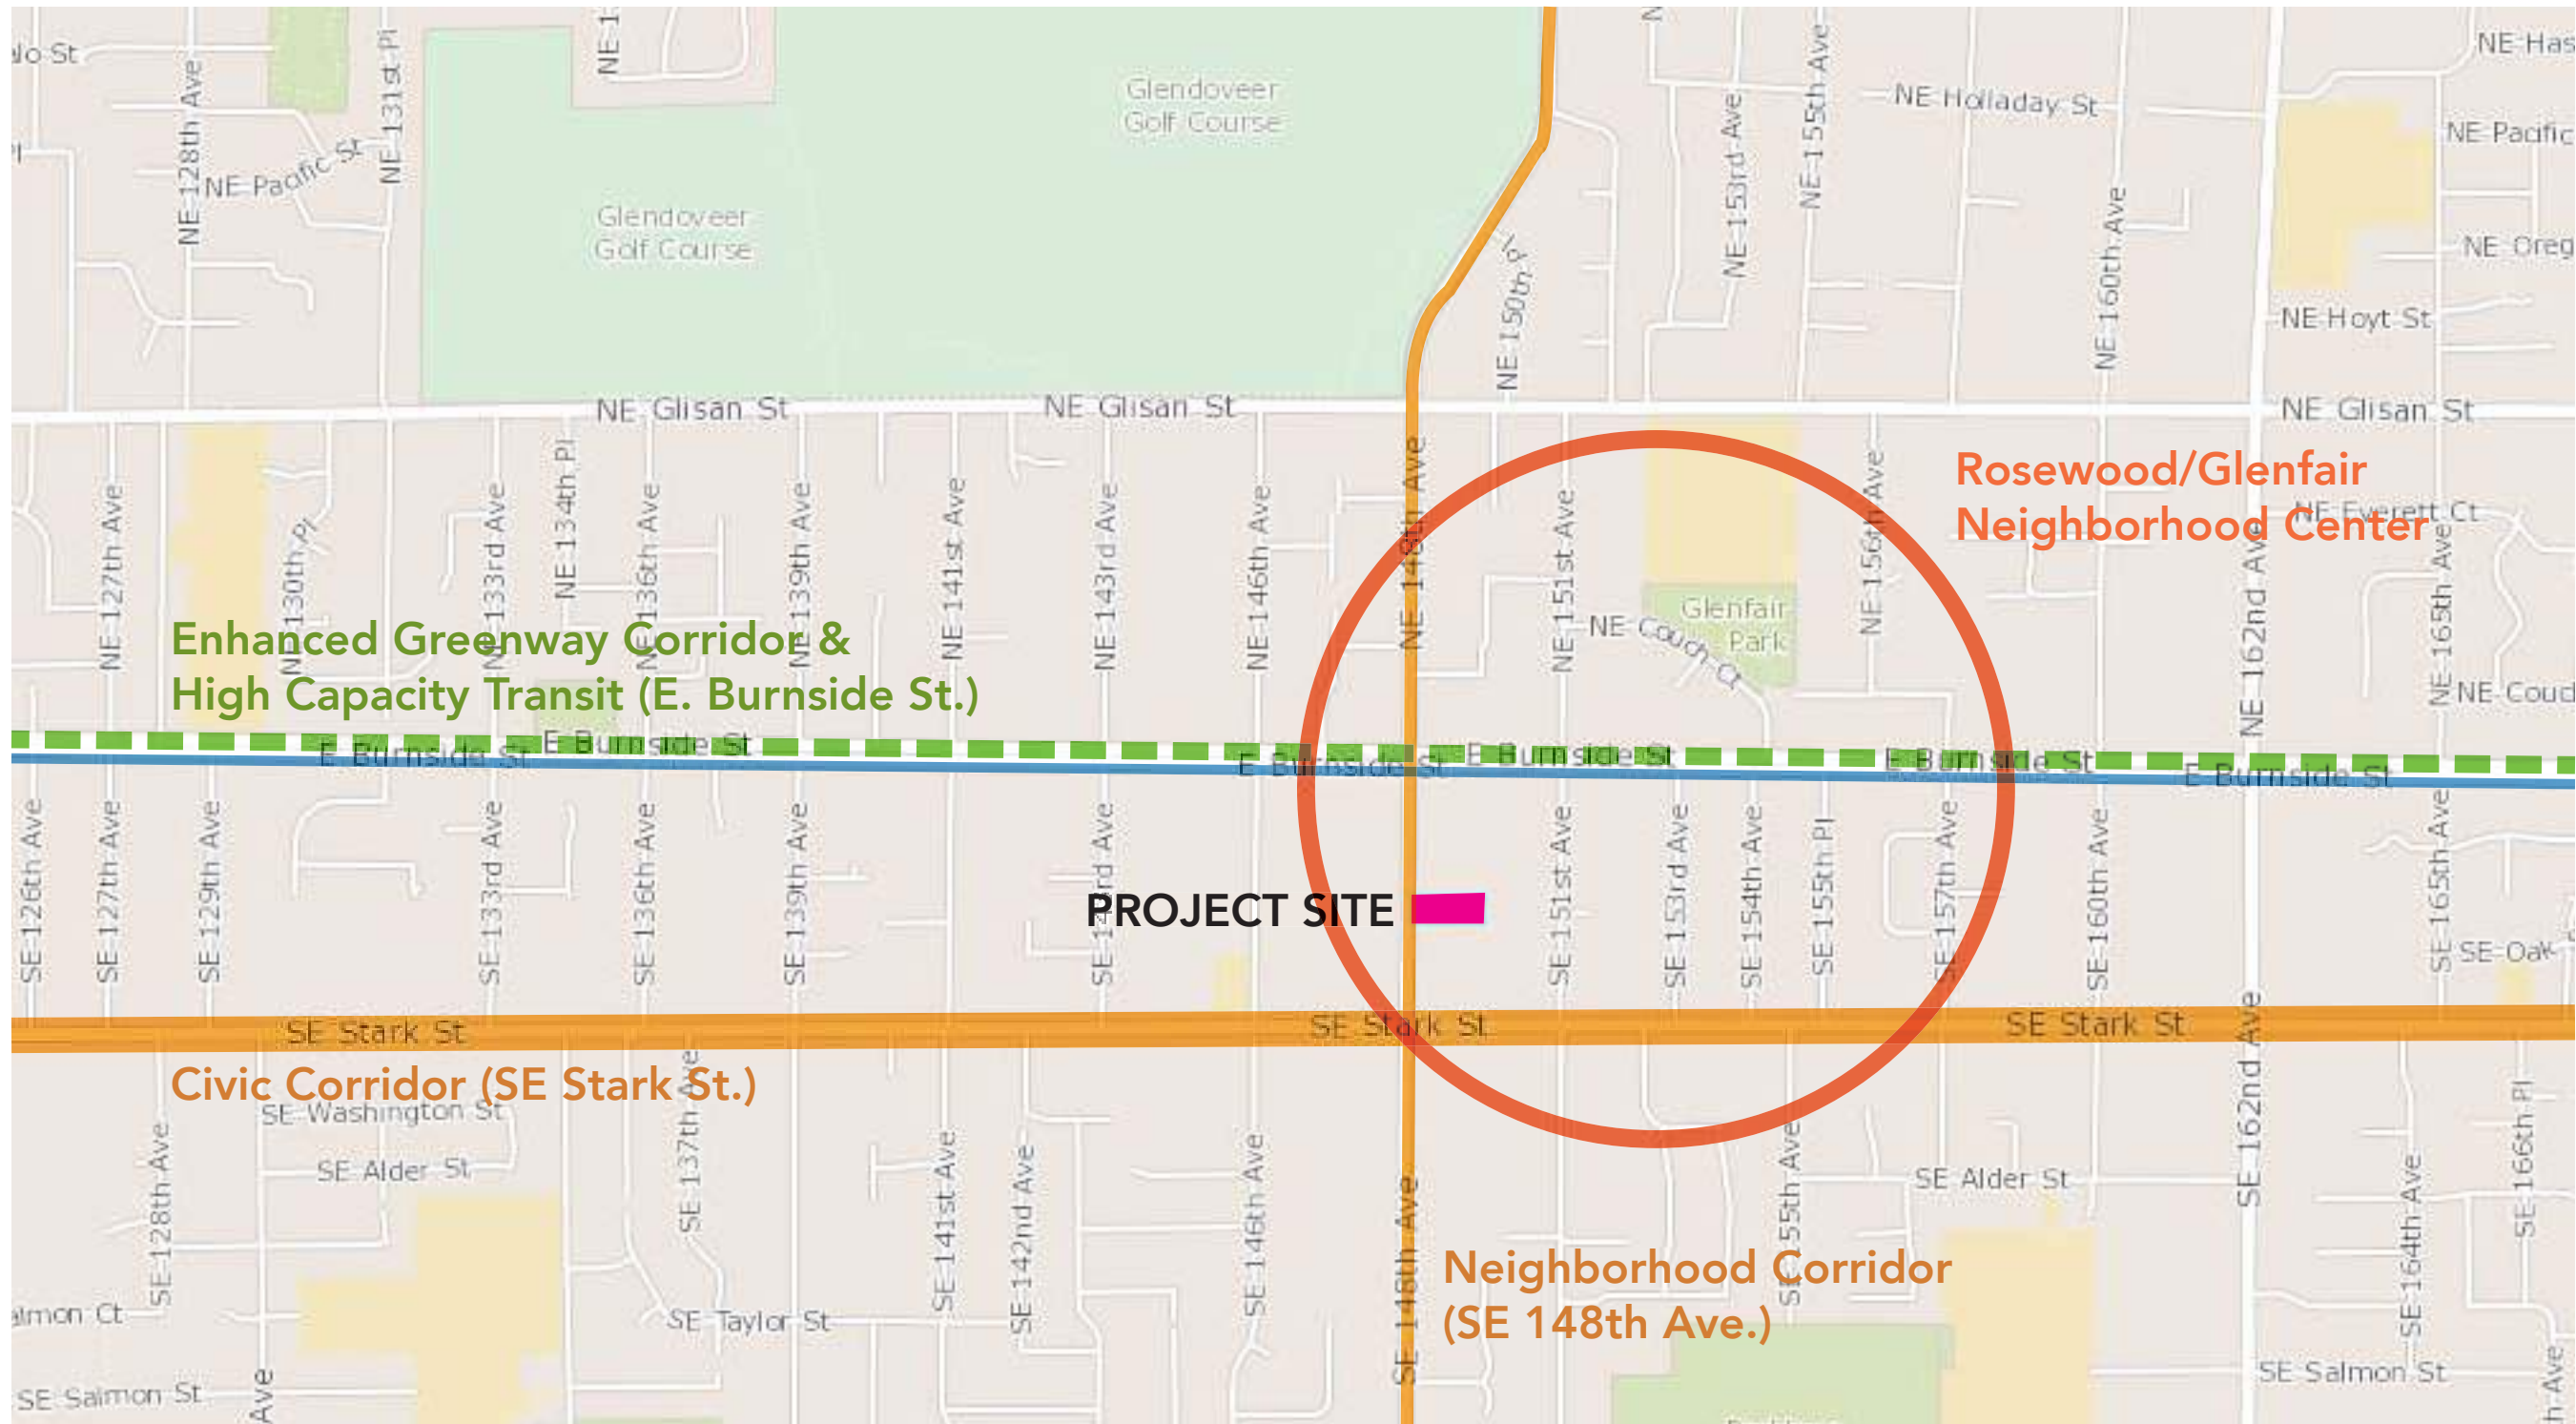 NE Pacific St
NE 128th Ave
NE 131st Pl
Glendoveer
Golf Course
Glendoveer
Golf Course
NE 150th Pl
NE 153rd Ave
NE 155th Ave
NE Holladay St
NE 160th Ave
NE Hoyt St
NE Glisan St
NE Glisan St
NE Glisan St
Rosewood/Glenfair
Neighborhood Center
NE Everett Ct
NE 127th Ave
NE 130th Pl
NE 133rd Ave
NE 134th Pl
NE 136th Ave
NE 139th Ave
NE 141st Ave
NE 143rd Ave
NE 146th Ave
NE 148th Ave
NE 151st Ave
NE Couch Ct
Glenfair
Park
NE 156th Ave
NE 162nd Ave
NE 165th Ave
Enhanced Greenway Corridor &
High Capacity Transit (E. Burnside St.)
E Burnside St
E Burnside St
E Burnside St
E Burnside St
E Burnside St
E Burnside St
SE 126th Ave
SE 127th Ave
SE 129th Ave
SE 133rd Ave
SE 136th Ave
SE 139th Ave
SE 143rd Ave
PROJECT SITE
SE 151st Ave
SE 153rd Ave
SE 154th Ave
SE 155th Pl
SE 157th Ave
SE 160th Ave
SE 165th Ave
SE Oak
SE Stark St
SE Stark St
SE Stark St
Civic Corridor (SE Stark St.)
SE Washington St
SE Alder St
SE 128th Ave
SE 137th Ave
SE 141st Ave
SE 142nd Ave
SE 146th Ave
SE 148th Ave
SE 155th Ave
SE Alder St
SE 162nd Ave
SE 164th Ave
SE 166th Pl
Neighborhood Corridor
(SE 148th Ave.)
SE Taylor St
SE Salmon St
Ave
SE Salmon St